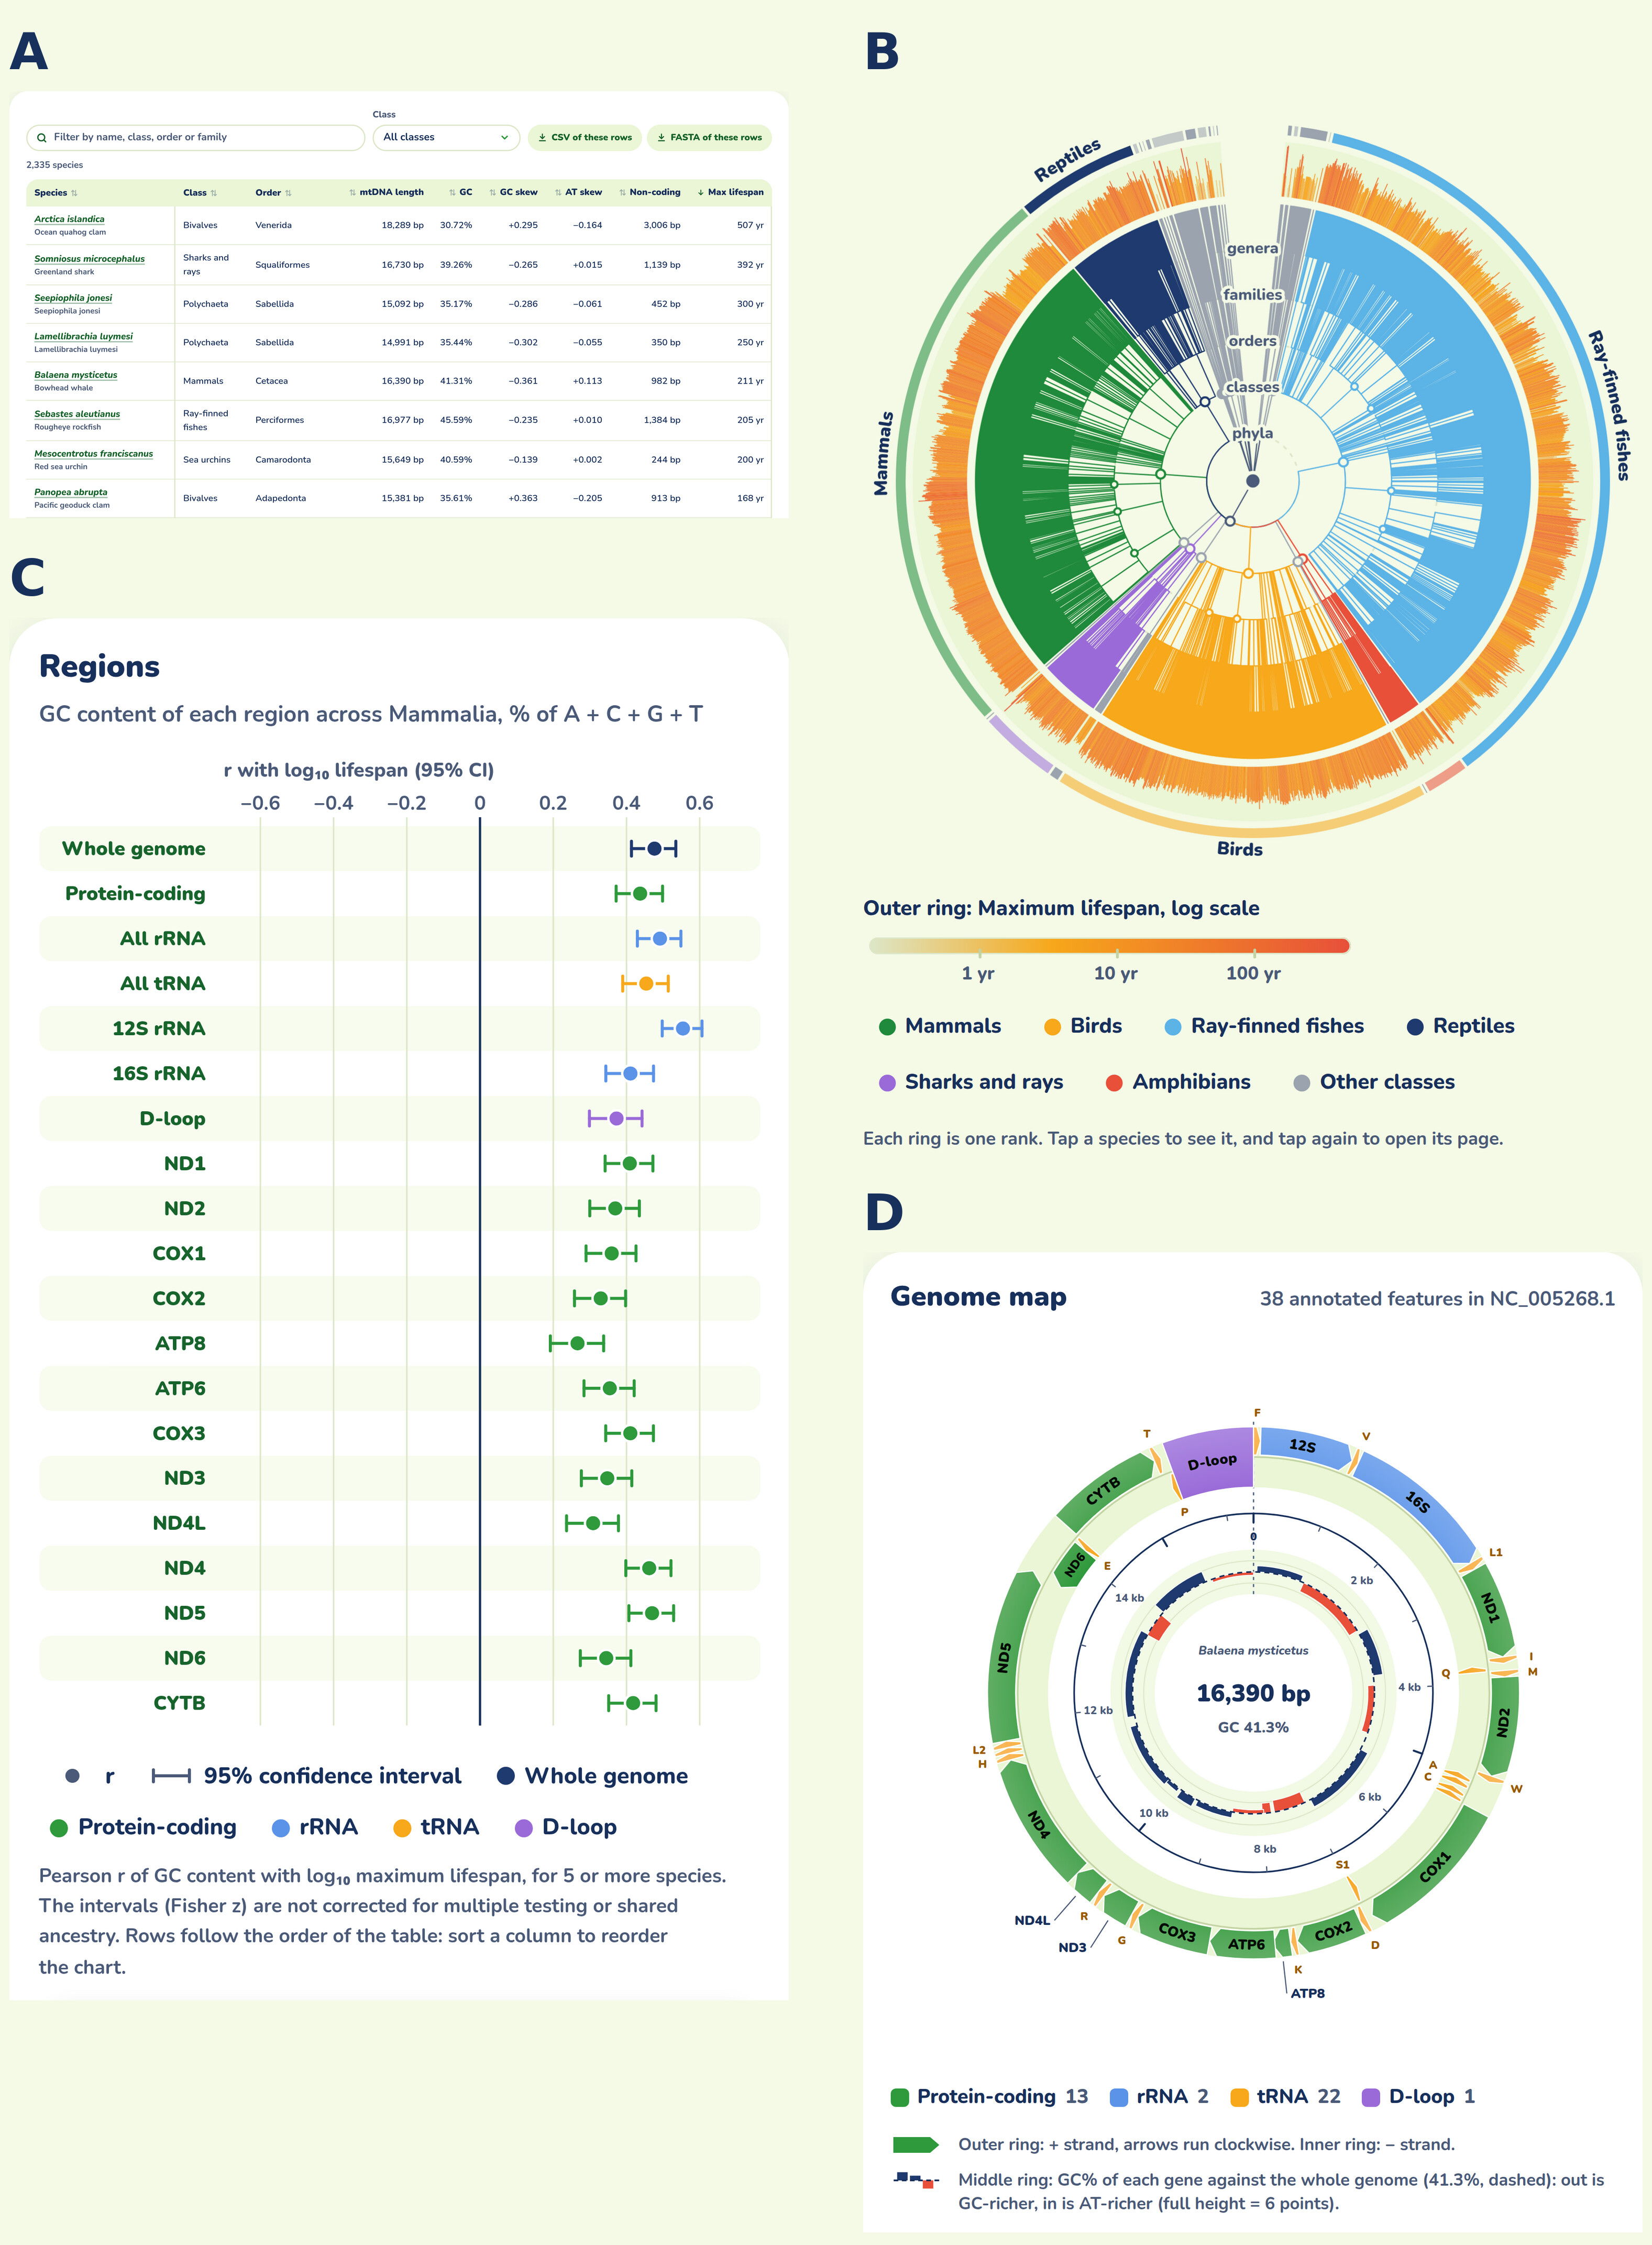 A
Class
Filter by name, class, order or family
All classes
CSV of these rows
FASTA of these rows
2,335 species
Species Class Order mtDNA length GC GC skew AT skew Non-coding Max lifespan
Arctica islandica Bivalves Venerida 18,289 bp 30.72% +0.295 −0.164 3,006 bp 507 yr
Ocean quahog clam
Somniosus microcephalus Sharks and rays Squaliformes 16,730 bp 39.26% −0.265 +0.015 1,139 bp 392 yr
Greenland shark
Seepiophila jonesi Polychaeta Sabellida 15,092 bp 35.17% −0.286 −0.061 452 bp 300 yr
Seepiophila jonesi
Lamellibrachia luymesi Polychaeta Sabellida 14,991 bp 35.44% −0.302 −0.055 350 bp 250 yr
Lamellibrachia luymesi
Balaena mysticetus Mammals Cetacea 16,390 bp 41.31% −0.361 +0.113 982 bp 211 yr
Bowhead whale
Sebastes aleutianus Ray-finned fishes Perciformes 16,977 bp 45.59% −0.235 +0.010 1,384 bp 205 yr
Rougheye rockfish
Mesocentrotus franciscanus Sea urchins Camarodonta 15,649 bp 40.59% −0.139 +0.002 244 bp 200 yr
Red sea urchin
Panopea abrupta Bivalves Adapedonta 15,381 bp 35.61% +0.363 −0.205 913 bp 168 yr
Pacific geoduck clam
B
Reptiles
genera
families
orders
classes
phyla
Ray-finned fishes
Mammals
Birds
Outer ring: Maximum lifespan, log scale
1 yr 10 yr 100 yr
Mammals Birds Ray-finned fishes Reptiles
Sharks and rays Amphibians Other classes
Each ring is one rank. Tap a species to see it, and tap again to open its page.
C
Regions
GC content of each region across Mammalia, % of A + C + G + T
r with log₁₀ lifespan (95% CI)
−0.6 −0.4 −0.2 0 0.2 0.4 0.6
Whole genome
Protein-coding
All rRNA
All tRNA
12S rRNA
16S rRNA
D-loop
ND1
ND2
COX1
COX2
ATP8
ATP6
COX3
ND3
ND4L
ND4
ND5
ND6
CYTB
r 95% confidence interval Whole genome
Protein-coding rRNA tRNA D-loop
Pearson r of GC content with log₁₀ maximum lifespan, for 5 or more species.
The intervals (Fisher z) are not corrected for multiple testing or shared
ancestry. Rows follow the order of the table: sort a column to reorder
the chart.
D
Genome map
38 annotated features in NC_005268.1
F
12S
V
16S
L1
ND1
I
M
Q
ND2
W
A
C
COX1
S1
D
COX2
K
ATP8
ATP6
COX3
G
ND3
R
ND4L
ND4
H
L2
ND5
ND6
E
CYTB
T
P
D-loop
0
2 kb
4 kb
6 kb
8 kb
10 kb
12 kb
14 kb
Balaena mysticetus
16,390 bp
GC 41.3%
Protein-coding 13 rRNA 2 tRNA 22 D-loop 1
Outer ring: + strand, arrows run clockwise. Inner ring: − strand.
Middle ring: GC% of each gene against the whole genome (41.3%, dashed): out is
GC-richer, in is AT-richer (full height = 6 points).